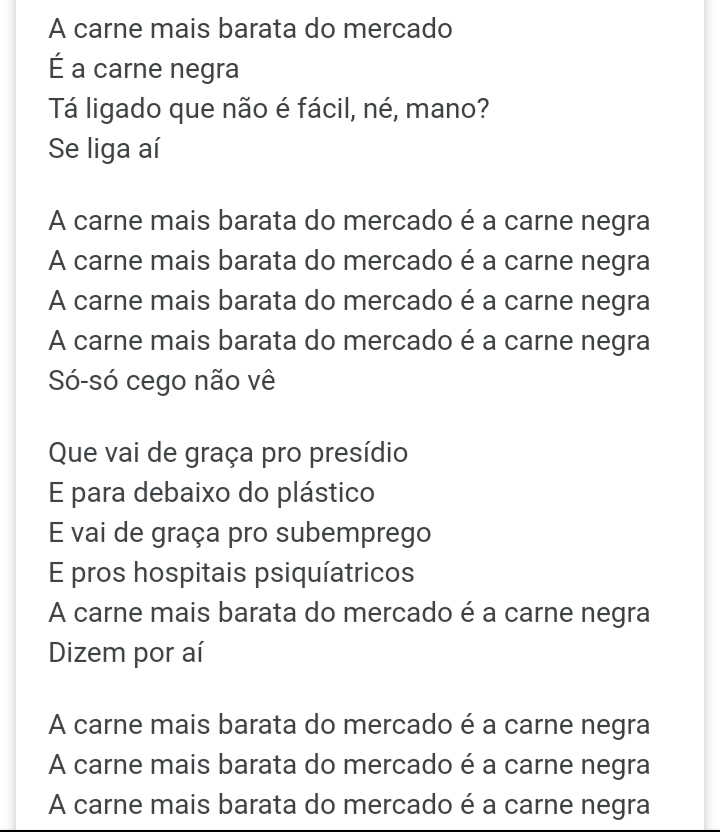 A carne mais barata do mercado
É a carne negra
Tá ligado que não é fácil, né, mano?
Se liga aí

A carne mais barata do mercado é a carne negra
A carne mais barata do mercado é a carne negra
A carne mais barata do mercado é a carne negra
A carne mais barata do mercado é a carne negra
Só-só cego não vê

Que vai de graça pro presídio
E para debaixo do plástico
E vai de graça pro subemprego
E pros hospitais psiquíatricos
A carne mais barata do mercado é a carne negra
Dizem por aí

A carne mais barata do mercado é a carne negra
A carne mais barata do mercado é a carne negra
A carne mais barata do mercado é a carne negra